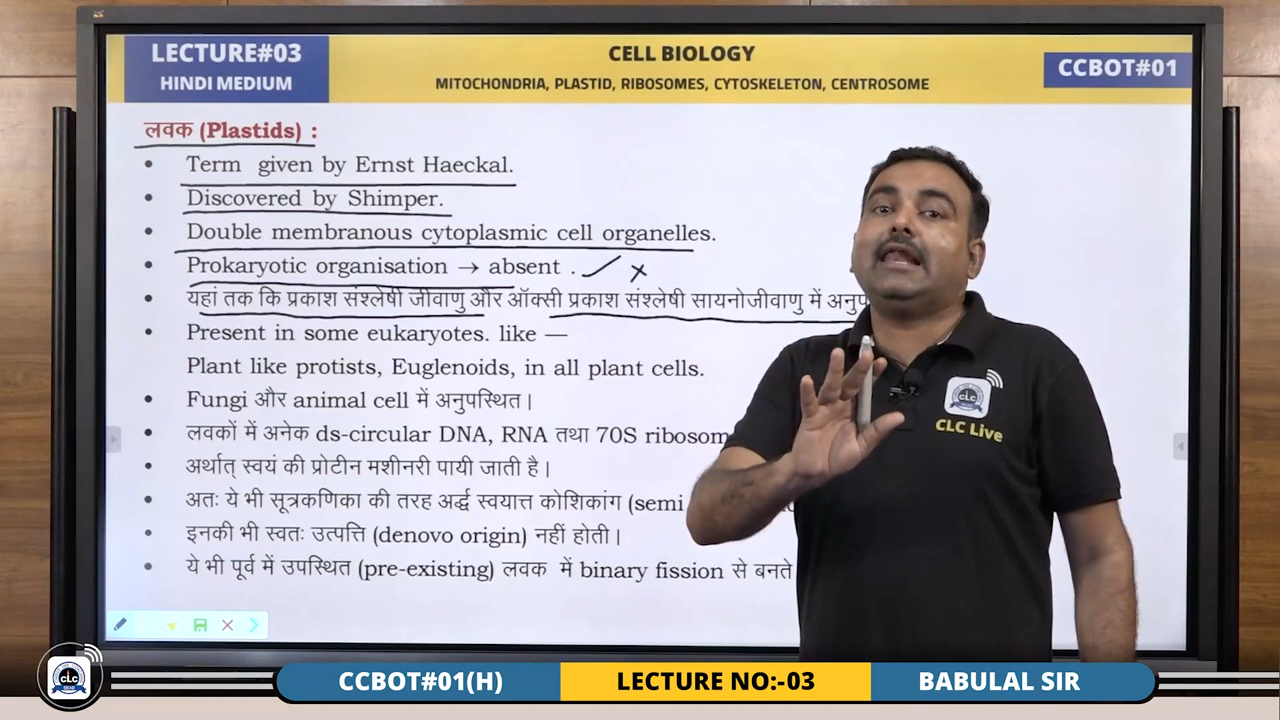 LECTURE#03
HINDI MEDIUM
CELL BIOLOGY
MITOCHONDRIA, PLASTID, RIBOSOMES, CYTOSKELETON, CENTROSOME
CCBOT#01
लवक (Plastids) :
• Term given by Ernst Haeckal.
• Discovered by Shimper.
• Double membranous cytoplasmic cell organelles.
• Prokaryotic organisation → absent .
• यहां तक कि प्रकाश संश्लेषी जीवाणु और ऑक्सी प्रकाश संश्लेषी सायनोजीवाणु में
• Present in some eukaryotes. like —
Plant like protists, Euglenoids, in all plant cells.
• Fungi और animal cell में अनुपस्थित।
• लवकों में अनेक ds-circular DNA, RNA तथा 70S
• अर्थात् स्वयं की प्रोटीन मशीनरी पायी जाती है।
• अतः ये भी सूत्रकणिका की तरह अर्द्ध स्वयात्त कोशिकांग (semi
• इनकी भी स्वतः उत्पत्ति (denovo origin) नहीं होती।
• ये भी पूर्व में उपस्थित (pre-existing) लवक में binary fission से बनते
CLC
CLC Live
CLC
CCBOT#01(H)
LECTURE NO:-03
BABULAL SIR